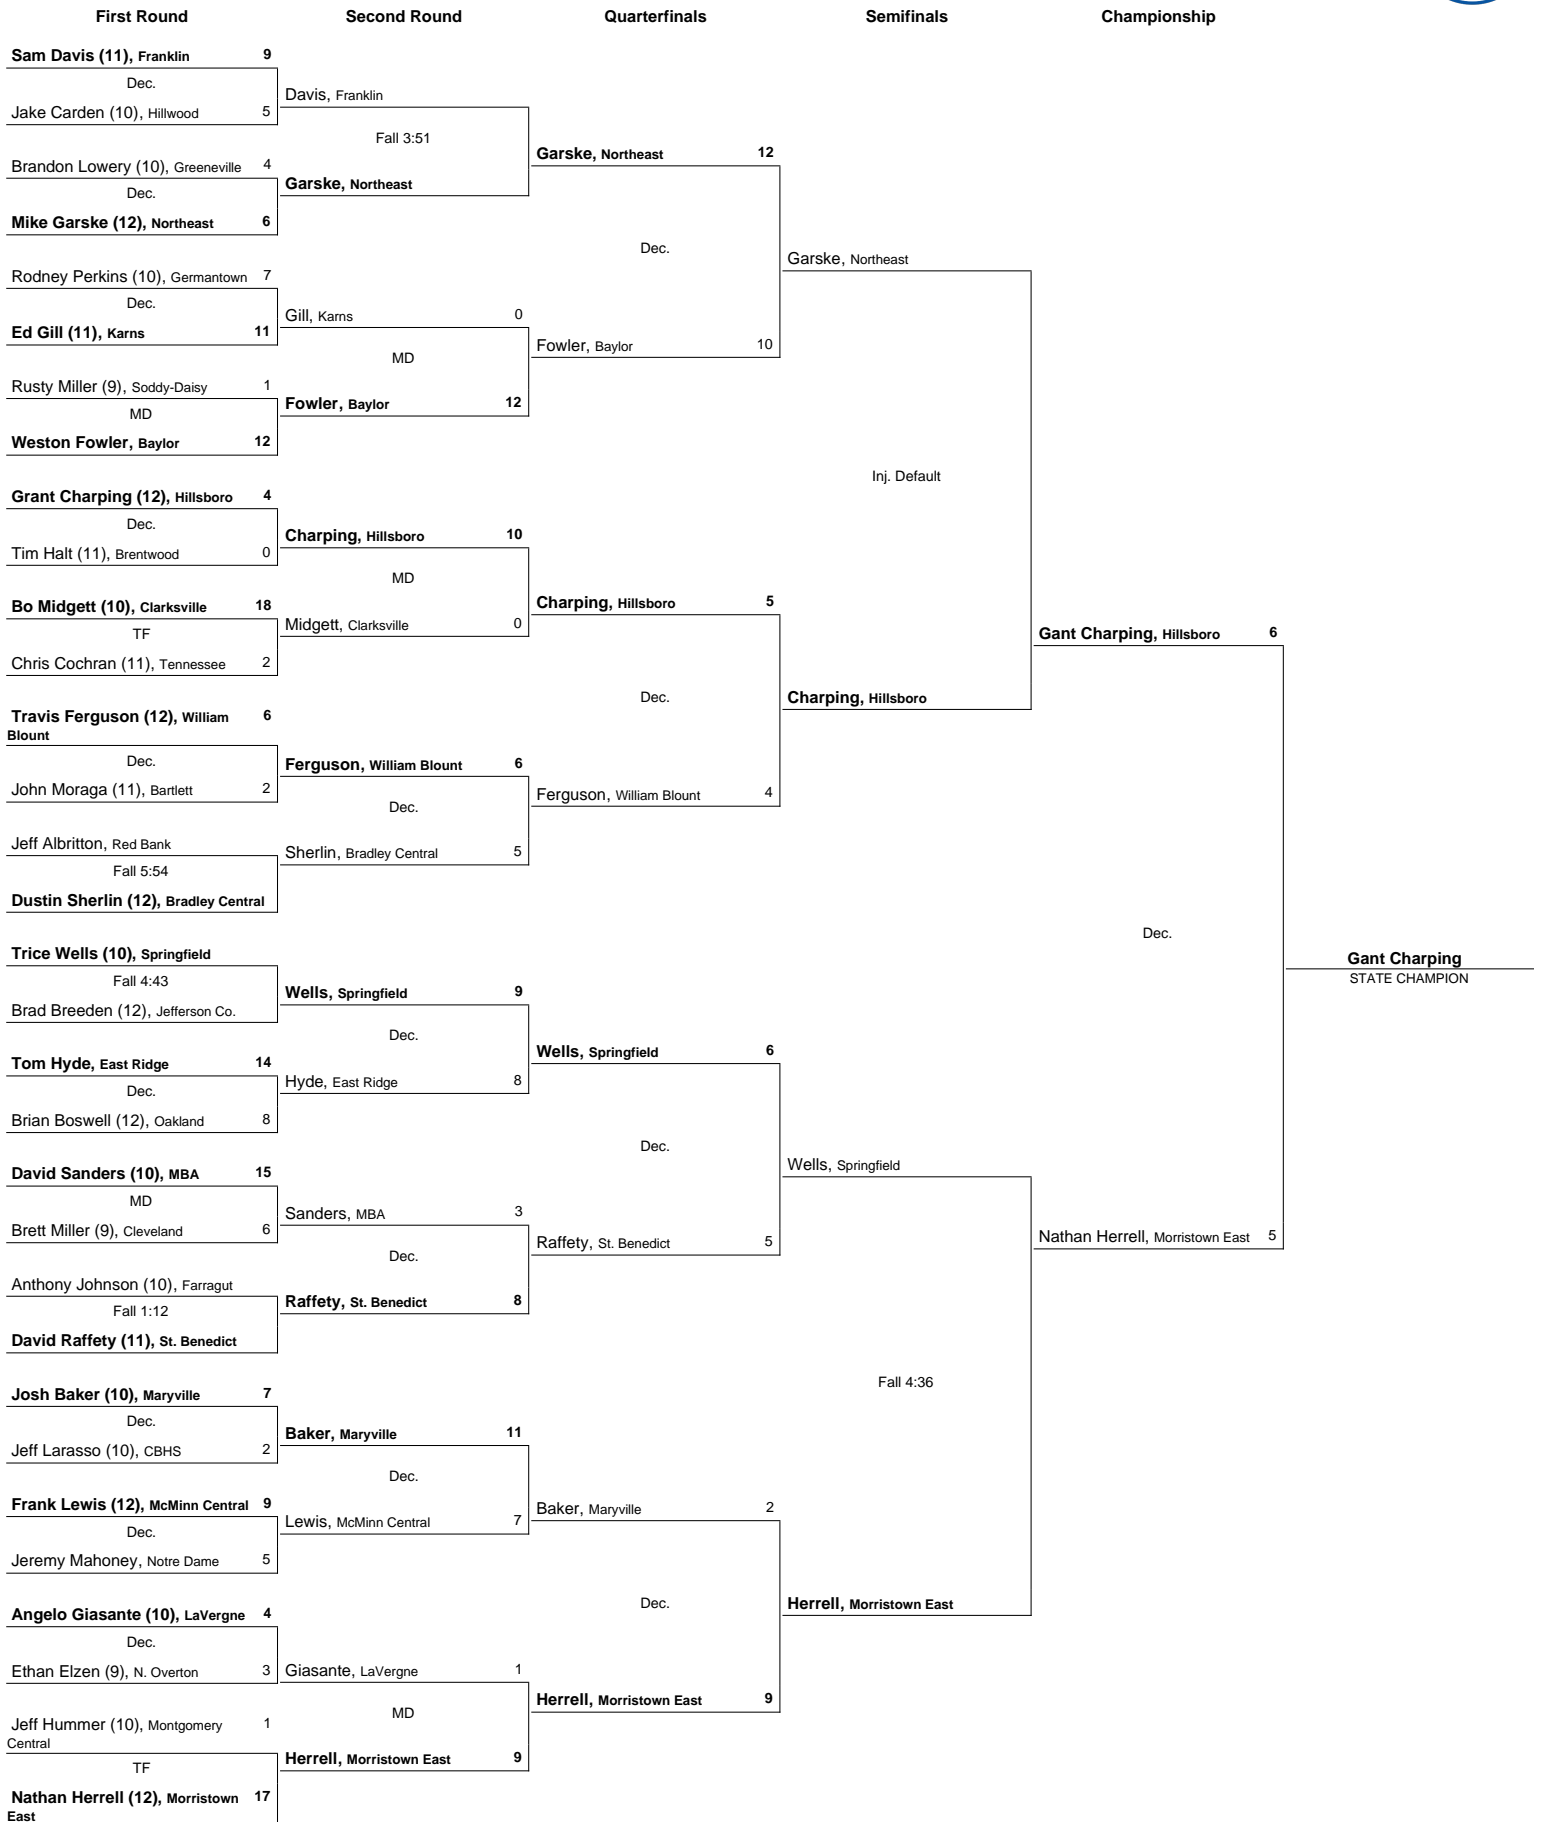 First Round Second Round Quarterfinals Semifinals Championship
Sam Davis (11), Franklin 9
Dec.
Jake Carden (10), Hillwood 5
Brandon Lowery (10), Greeneville 4
Dec.
Mike Garske (12), Northeast 6
Rodney Perkins (10), Germantown 7
Dec.
Ed Gill (11), Karns 11
Rusty Miller (9), Soddy-Daisy 1
MD
Weston Fowler, Baylor 12
Grant Charping (12), Hillsboro 4
Dec.
Tim Halt (11), Brentwood 0
Bo Midgett (10), Clarksville 18
TF
Chris Cochran (11), Tennessee 2
Travis Ferguson (12), William 6
Blount
Dec.
John Moraga (11), Bartlett 2
Jeff Albritton, Red Bank
Fall 5:54
Dustin Sherlin (12), Bradley Central
Trice Wells (10), Springfield
Fall 4:43
Brad Breeden (12), Jefferson Co.
Tom Hyde, East Ridge 14
Dec.
Brian Boswell (12), Oakland 8
David Sanders (10), MBA 15
MD
Brett Miller (9), Cleveland 6
Anthony Johnson (10), Farragut
Fall 1:12
David Raffety (11), St. Benedict
Josh Baker (10), Maryville 7
Dec.
Jeff Larasso (10), CBHS 2
Frank Lewis (12), McMinn Central 9
Dec.
Jeremy Mahoney, Notre Dame 5
Angelo Giasante (10), LaVergne 4
Dec.
Ethan Elzen (9), N. Overton 3
Jeff Hummer (10), Montgomery 1
Central
TF
Nathan Herrell (12), Morristown 17
East
Davis, Franklin
Fall 3:51
Garske, Northeast
Gill, Karns 0
MD
Fowler, Baylor 12
Charping, Hillsboro 10
MD
Midgett, Clarksville 0
Ferguson, William Blount 6
Dec.
Sherlin, Bradley Central 5
Wells, Springfield 9
Dec.
Hyde, East Ridge 8
Sanders, MBA 3
Dec.
Raffety, St. Benedict 8
Baker, Maryville 11
Dec.
Lewis, McMinn Central 7
Giasante, LaVergne 1
MD
Herrell, Morristown East 9
Garske, Northeast 12
Dec.
Fowler, Baylor 10
Charping, Hillsboro 5
Dec.
Ferguson, William Blount 4
Wells, Springfield 6
Dec.
Raffety, St. Benedict 5
Baker, Maryville 2
Dec.
Herrell, Morristown East 9
Garske, Northeast
Inj. Default
Charping, Hillsboro
Wells, Springfield
Fall 4:36
Herrell, Morristown East
Gant Charping, Hillsboro 6
Dec.
Nathan Herrell, Morristown East 5
Gant Charping
STATE CHAMPION